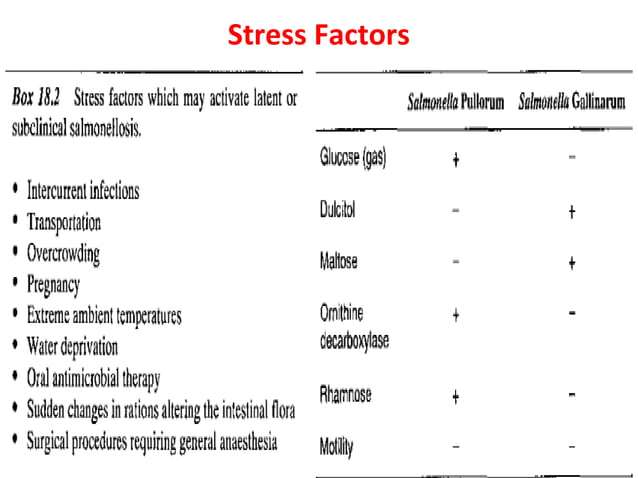 Stress Factors
Box 18.2 Stress factors which may activate latent or
subclinical salmonellosis.
• Intercurrent infections
• Transportation
• Overcrowding
• Pregnancy
• Extreme ambient temperatures
• Water deprivation
• Oral antimicrobial therapy
• Sudden changes in rations altering the intestinal flora
• Surgical procedures requiring general anaesthesia
Salmonella Pullorum Salmonella Gallinarum
Glucose (gas) + –
Dulcitol – +
Maltose – +
Ornithine + –
decarboxylase
Rhamnose + –
Motility – –